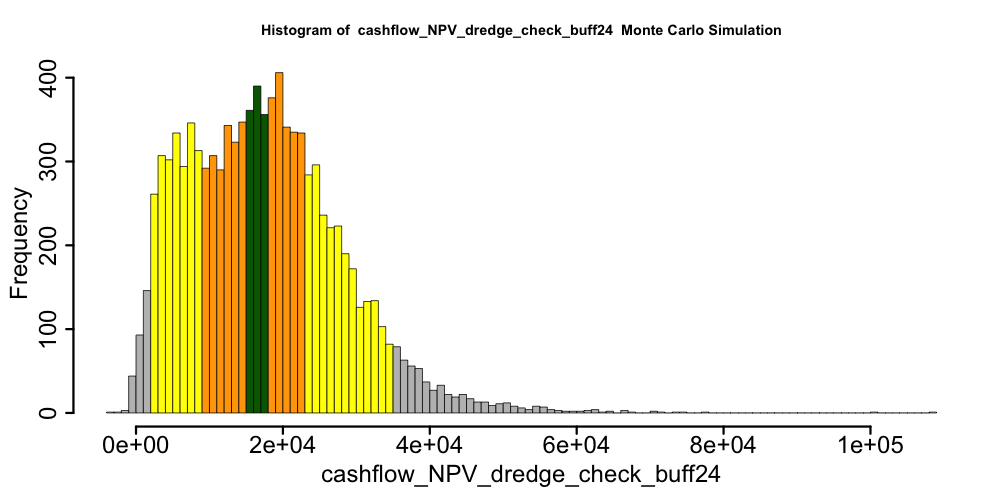 Histogram of cashflow_NPV_dredge_check_buff24 Monte Carlo Simulation
Frequency
400
300
200
100
0
0e+00 2e+04 4e+04 6e+04 8e+04 1e+05
cashflow_NPV_dredge_check_buff24